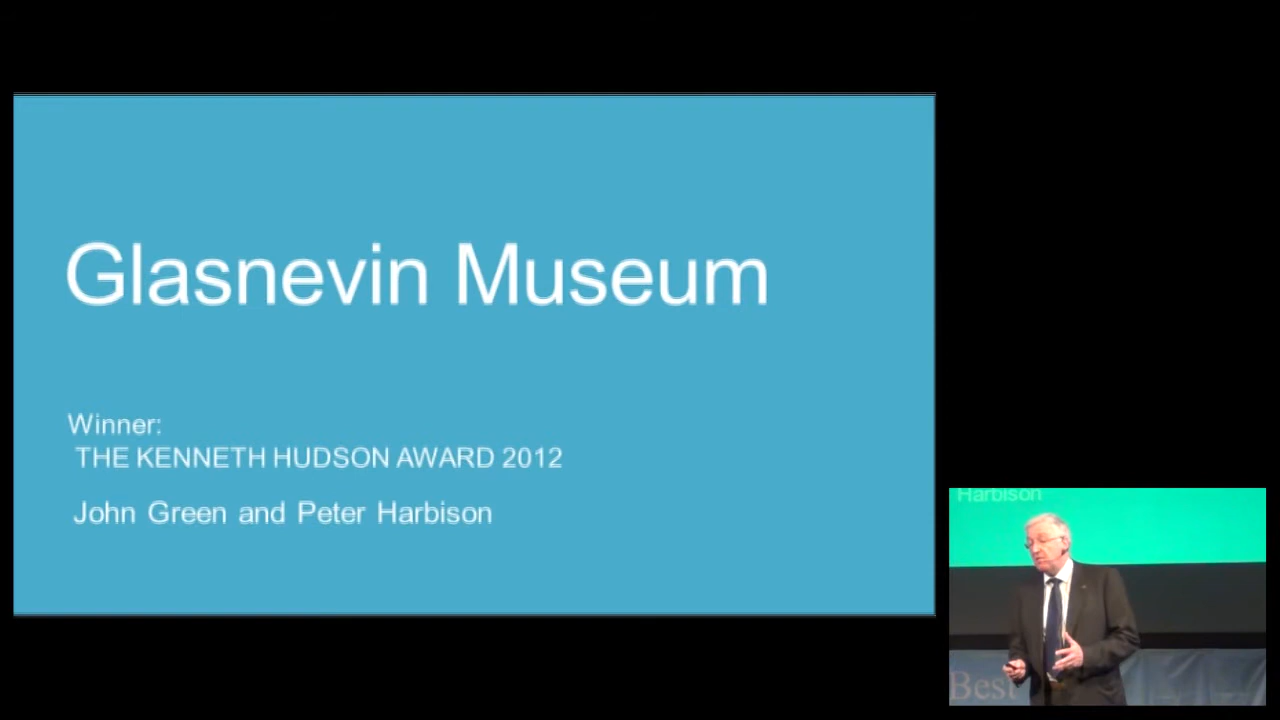 Glasnevin Museum
Winner:
THE KENNETH HUDSON AWARD 2012
John Green and Peter Harbison
Harbison
Best